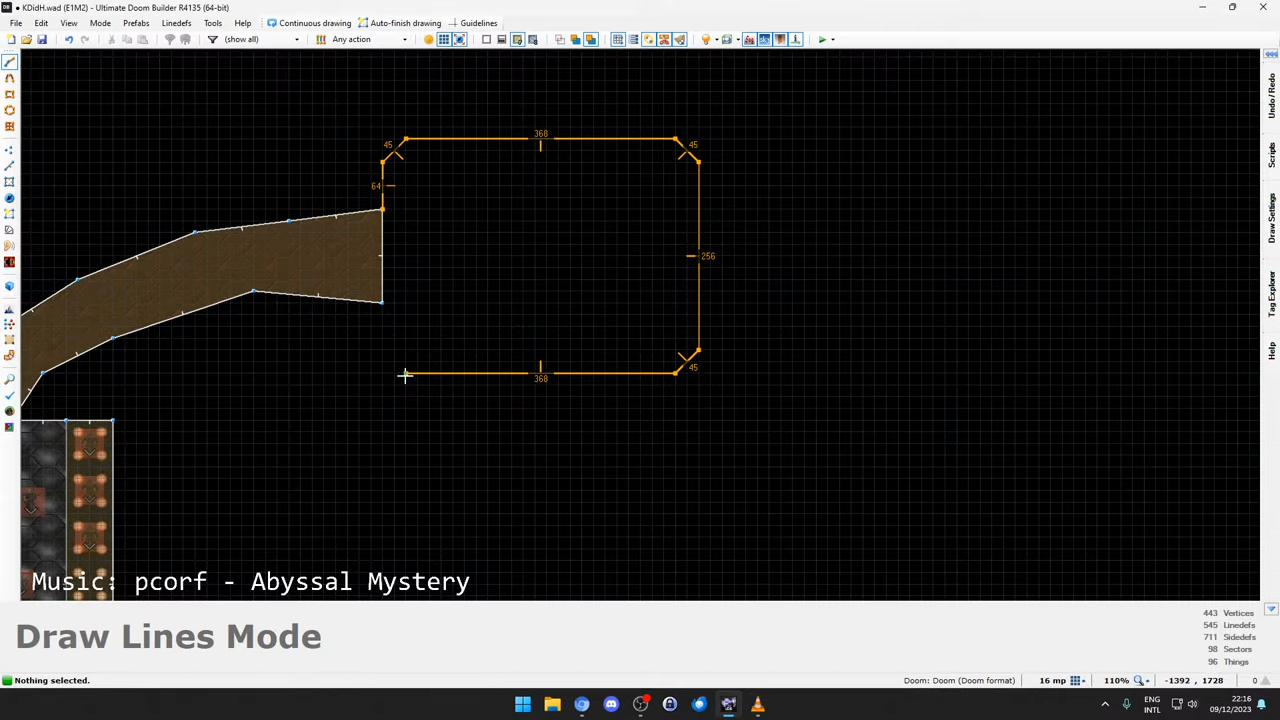 KDidH.wad (E1M2) - Ultimate Doom Builder R4135 (64-bit)
File Edit View Mode Prefabs Linedefs Tools Help Continuous drawing Auto-finish drawing Guidelines
(show all) Any action
Undo / Redo
Scripts
Draw Settings
Tag Explorer
Help
368
45
45
64
256
45
368
Music: pcorf - Abyssal Mystery
Draw Lines Mode
443 Vertices
545 Linedefs
711 Sidedefs
98 Sectors
96 Things
Nothing selected.
Doom: Doom (Doom format) 16 mp 110% -1392 , 1728 0
ENG
INTL
22:16
09/12/2023